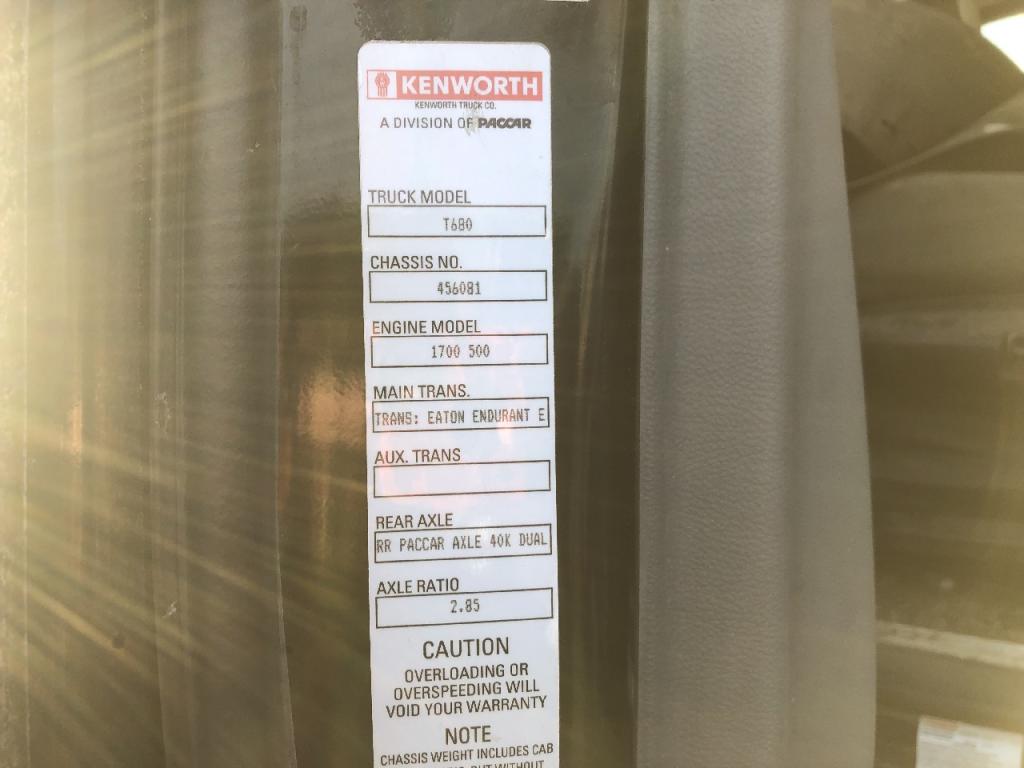 KENWORTH
KENWORTH TRUCK CO.
A DIVISION OF PACCAR
TRUCK MODEL
T680
CHASSIS NO.
456081
ENGINE MODEL
1700 500
MAIN TRANS.
TRANS: EATON ENDURANT E
AUX. TRANS
REAR AXLE
RR PACCAR AXLE 40K DUAL
AXLE RATIO
2.85
CAUTION
OVERLOADING OR
OVERSPEEDING WILL
VOID YOUR WARRANTY
NOTE
CHASSIS WEIGHT INCLUDES CAB
BUT WITHOUT